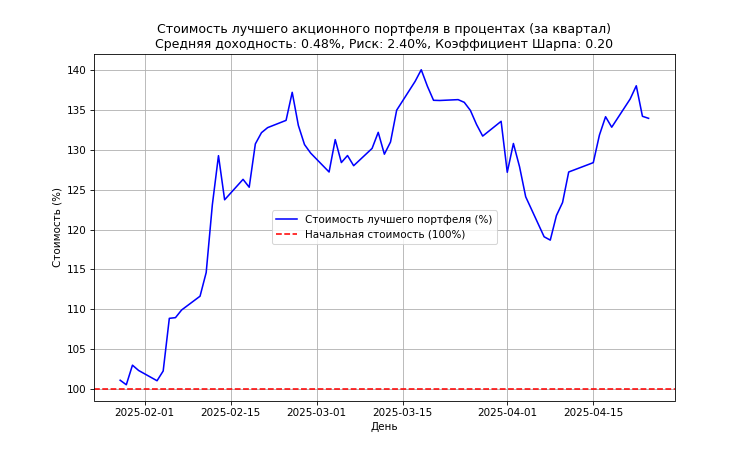 Стоимость лучшего акционного портфеля в процентах (за квартал)
Средняя доходность: 0.48%, Риск: 2.40%, Коэффициент Шарпа: 0.20
140
135
130
125
120
115
110
105
100
Стоимость (%)
Стоимость лучшего портфеля (%)
Начальная стоимость (100%)
2025-02-01
2025-02-15
2025-03-01
2025-03-15
2025-04-01
2025-04-15
День